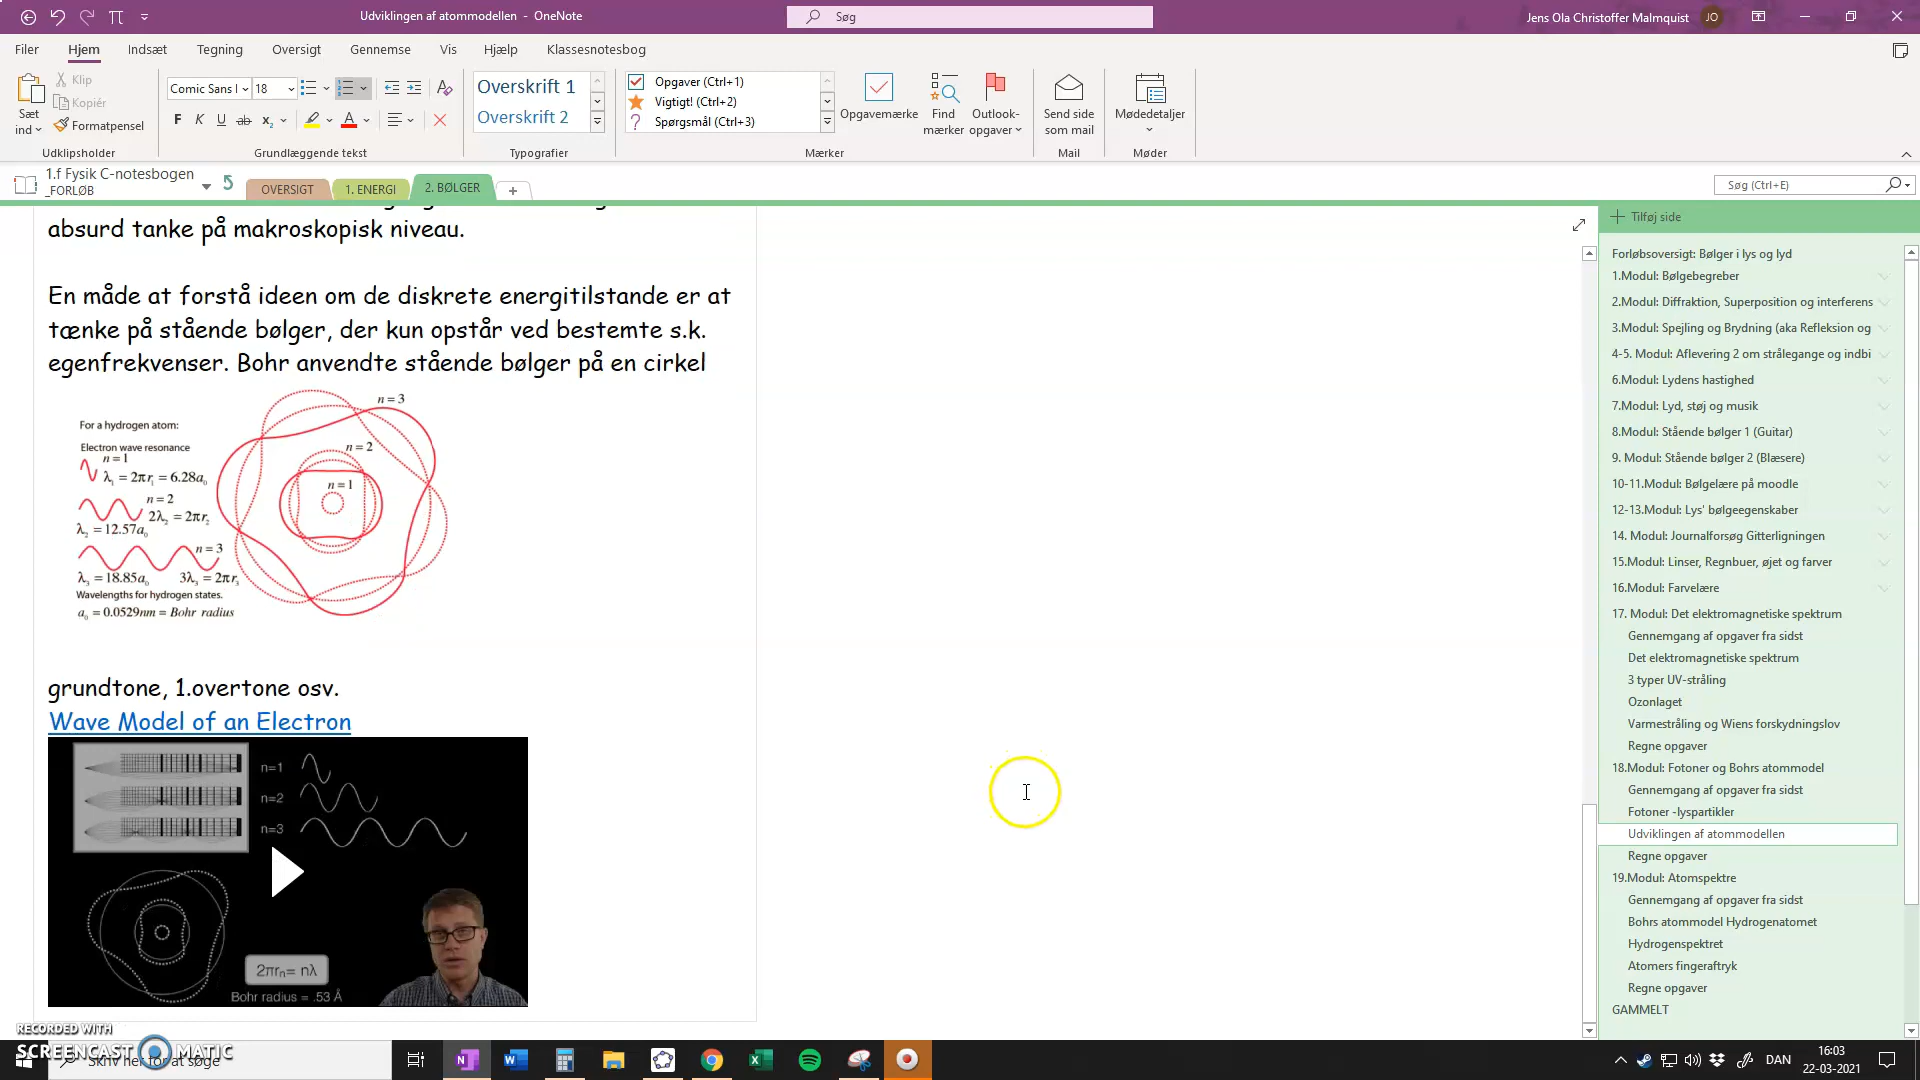 Udviklingen af atommodellen - OneNote
Søg
Jens Ola Christoffer Malmquist
JO
Filer
Hjem
Indsæt
Tegning
Oversigt
Gennemse
Vis
Hjælp
Klassesnotesbog
Sæt
ind
Klip
Kopiér
Formatpensel
Udklipsholder
Comic Sans
18
Grundlæggende tekst
Overskrift 1
Overskrift 2
Typografier
Opgaver (Ctrl+1)
Vigtigt! (Ctrl+2)
Spørgsmål (Ctrl+3)
Opgavemærke
Find
mærker
Outlook-
opgaver
Mærker
Send side
som mail
Mail
Mødedetaljer
Møder
1.f Fysik C-notesbogen
_FORLØB
OVERSIGT
1. ENERGI
2. BØLGER
Søg (Ctrl+E)
absurd tanke på makroskopisk niveau.
En måde at forstå ideen om de diskrete energitilstande er at
tænke på stående bølger, der kun opstår ved bestemte s.k.
egenfrekvenser. Bohr anvendte stående bølger på en cirkel
For a hydrogen atom:
Electron wave resonance
n = 1
λ₁ = 2πr₁ = 6.28a₀
n = 2
2λ₂ = 2πr₂
λ₂ = 12.57a₀
n = 3
λ₃ = 18.85a₀ 3λ₃ = 2πr₃
Wavelengths for hydrogen states.
a₀ = 0.0529nm = Bohr radius
n = 3
n = 2
n = 1
grundtone, 1.overtone osv.
Wave Model of an Electron
n=1
n=2
n=3
2πrₙ= nλ
Bohr radius = .53 Å
Tilføj side
Forløbsoversigt: Bølger i lys og lyd
1.Modul: Bølgebegreber
2.Modul: Diffraktion, Superposition og interferens
3.Modul: Spejling og Brydning (aka Refleksion og
4-5. Modul: Aflevering 2 om strålegange og indbi
6.Modul: Lydens hastighed
7.Modul: Lyd, støj og musik
8.Modul: Stående bølger 1 (Guitar)
9. Modul: Stående bølger 2 (Blæsere)
10-11.Modul: Bølgelære på moodle
12-13.Modul: Lys' bølgeegenskaber
14. Modul: Journalforsøg Gitterligningen
15.Modul: Linser, Regnbuer, øjet og farver
16.Modul: Farvelære
17. Modul: Det elektromagnetiske spektrum
Gennemgang af opgaver fra sidst
Det elektromagnetiske spektrum
3 typer UV-stråling
Ozonlaget
Varmestråling og Wiens forskydningslov
Regne opgaver
18.Modul: Fotoner og Bohrs atommodel
Gennemgang af opgaver fra sidst
Fotoner -lyspartikler
Udviklingen af atommodellen
Regne opgaver
19.Modul: Atomspektre
Gennemgang af opgaver fra sidst
Bohrs atommodel Hydrogenatomet
Hydrogenspektret
Atomers fingeraftryk
Regne opgaver
GAMMELT
RECORDED WITH
SCREENCAST MATIC
Skriv her for at søge
DAN
16:03
22-03-2021